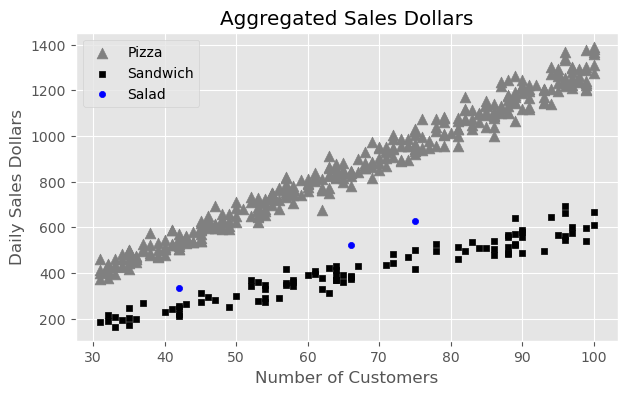 Aggregated Sales Dollars
Pizza
Sandwich
Salad
Daily Sales Dollars
1400
1200
1000
800
600
400
200
30 40 50 60 70 80 90 100
Number of Customers